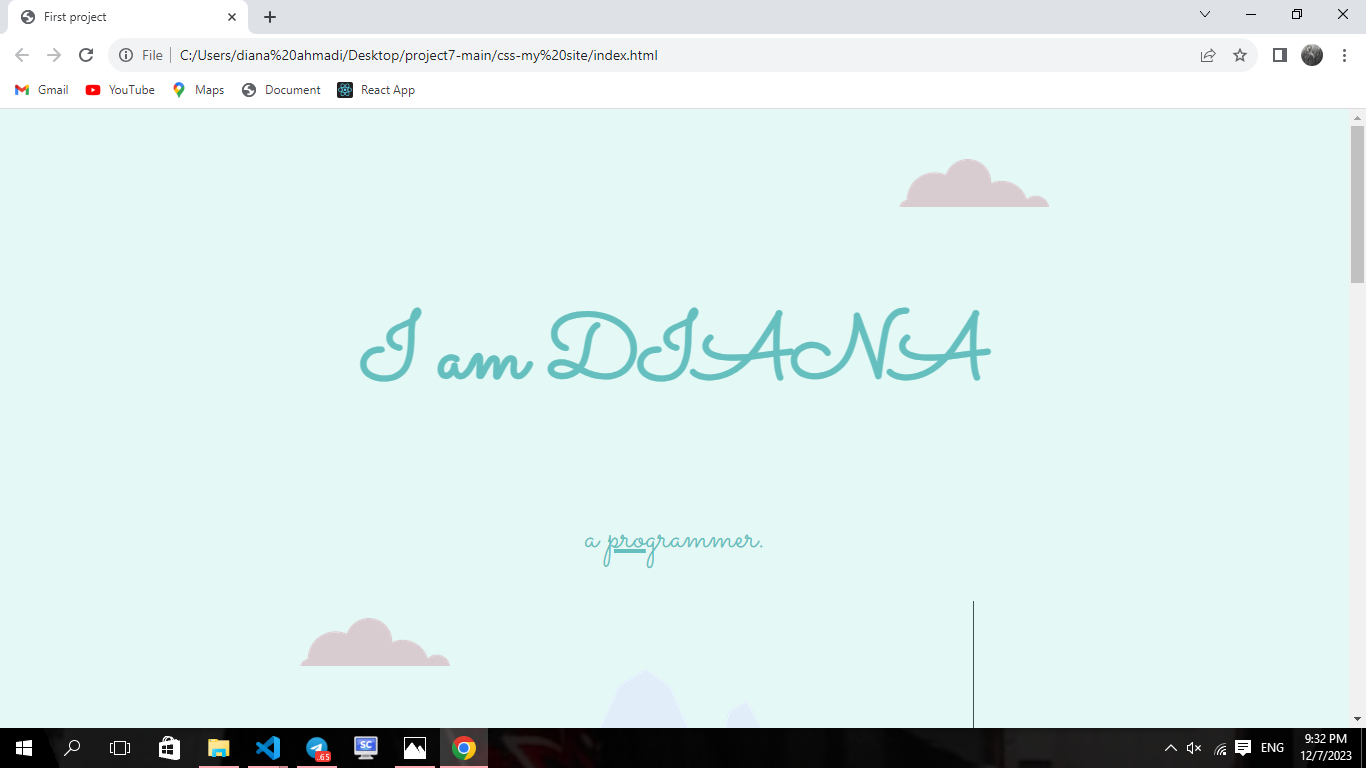 First project
File
C:/Users/diana%20ahmadi/Desktop/project7-main/css-my%20site/index.html
Gmail
YouTube
Maps
Document
React App
I am DIANA
a programmer.
SC
65
ENG
9:32 PM
12/7/2023